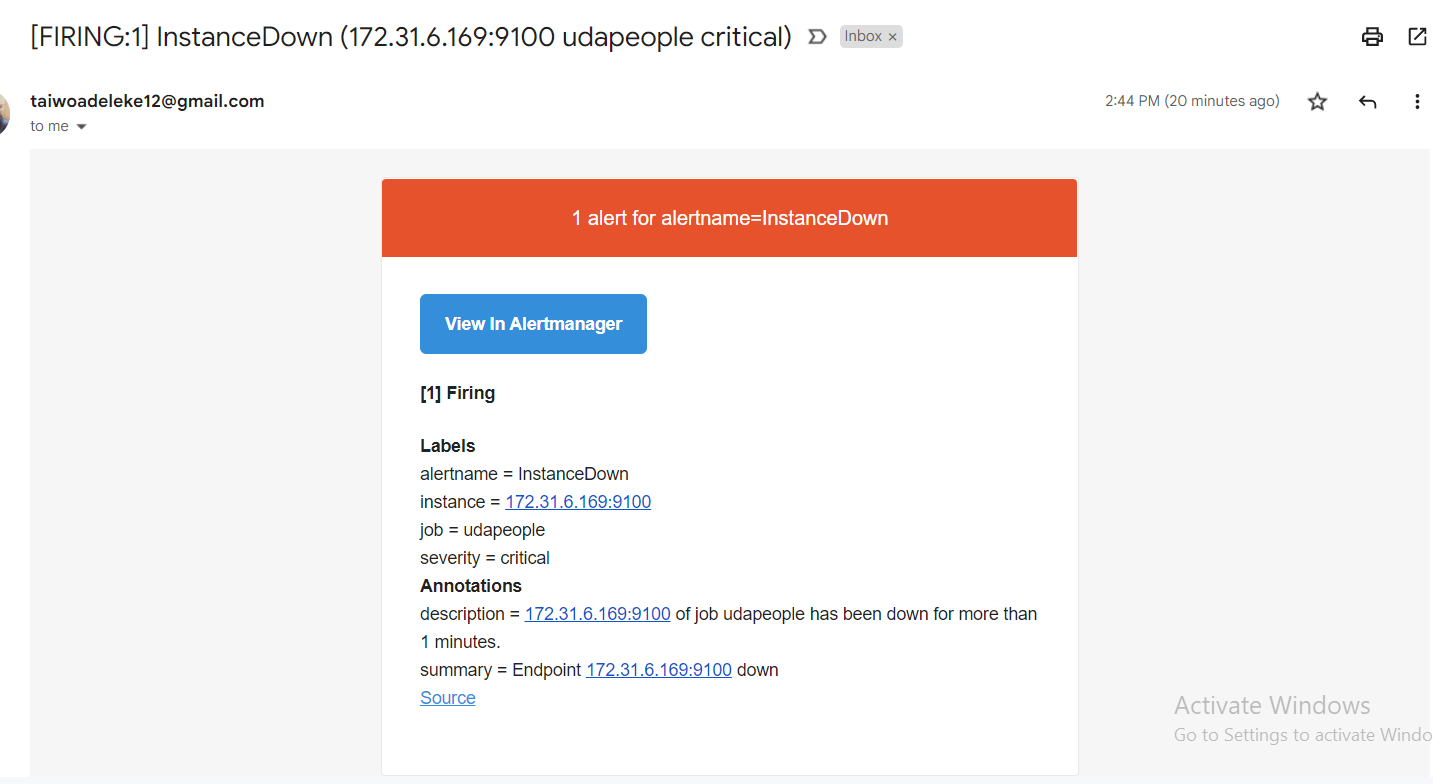 [FIRING:1] InstanceDown (172.31.6.169:9100 udapeople critical) Inbox ×
taiwoadeleke12@gmail.com 2:44 PM (20 minutes ago)
to me
1 alert for alertname=InstanceDown
View In Alertmanager
[1] Firing
Labels
alertname = InstanceDown
instance = 172.31.6.169:9100
job = udapeople
severity = critical
Annotations
description = 172.31.6.169:9100 of job udapeople has been down for more than
1 minutes.
summary = Endpoint 172.31.6.169:9100 down
Source
Activate Windows
Go to Settings to activate Windo